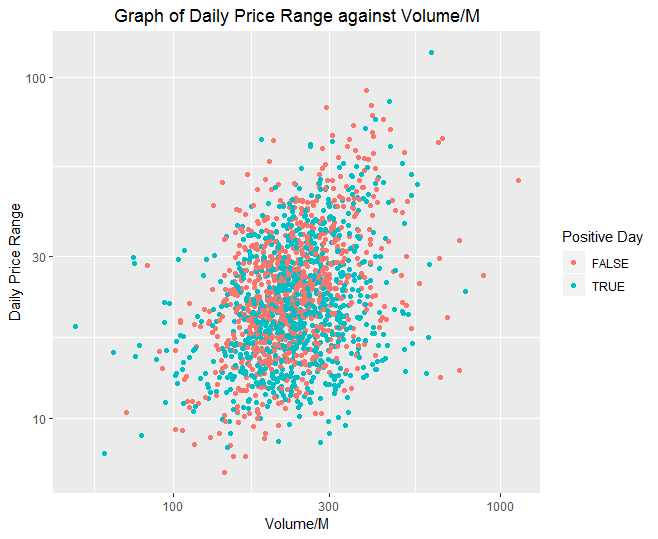 Graph of Daily Price Range against Volume/M
100
30
10
Daily Price Range
100
300
1000
Volume/M
Positive Day
FALSE
TRUE